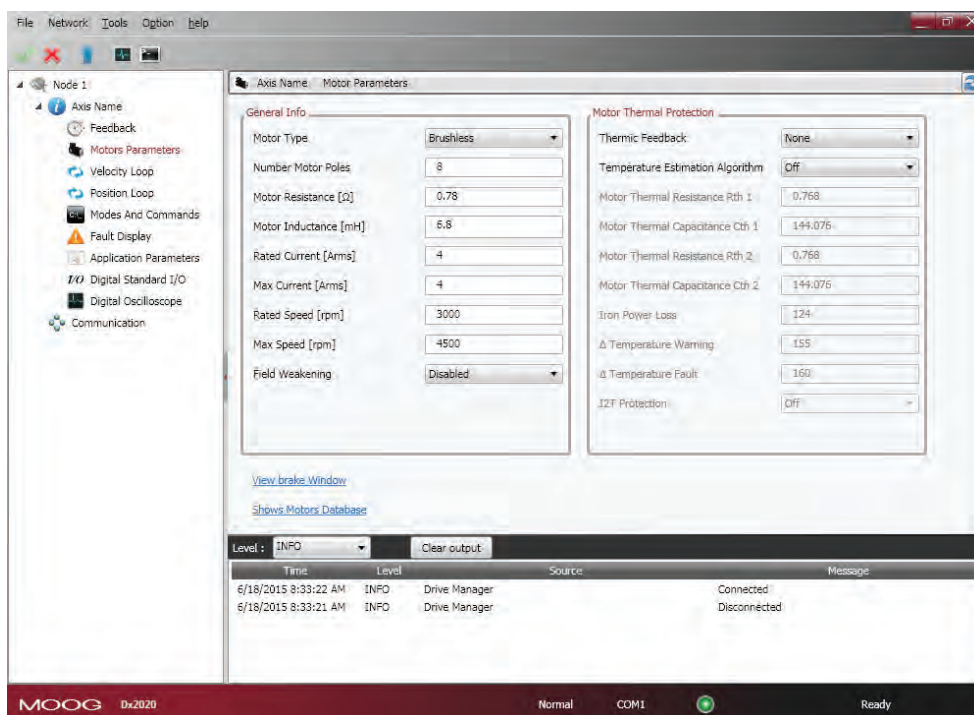 File Network Tools Option help
Node 1
Axis Name
Feedback
Motors Parameters
Velocity Loop
Position Loop
Modes And Commands
Fault Display
Application Parameters
I/O Digital Standard I/O
Digital Oscilloscope
Communication
Axis Name Motor Parameters
General Info
Motor Type Brushless
Number Motor Poles 8
Motor Resistance [Ω] 0.78
Motor Inductance [mH] 6.8
Rated Current [Arms] 4
Max Current [Arms] 4
Rated Speed [rpm] 3000
Max Speed [rpm] 4500
Field Weakening Disabled
Motor Thermal Protection
Thermic Feedback None
Temperature Estimation Algorithm Off
Motor Thermal Resistance Rth 1 0.768
Motor Thermal Capacitance Cth 1 144.076
Motor Thermal Resistance Rth 2 0.768
Motor Thermal Capacitance Cth 2 144.076
Iron Power Loss 124
Δ Temperature Warning 155
Δ Temperature Fault 160
I2T Protection Off
View brake Window
Shows Motors Database
Level : INFO Clear output
Time Level Source Message
6/18/2015 8:33:22 AM INFO Drive Manager Connected
6/18/2015 8:33:21 AM INFO Drive Manager Disconnected
MOOG Dx2020 Normal COM1 Ready